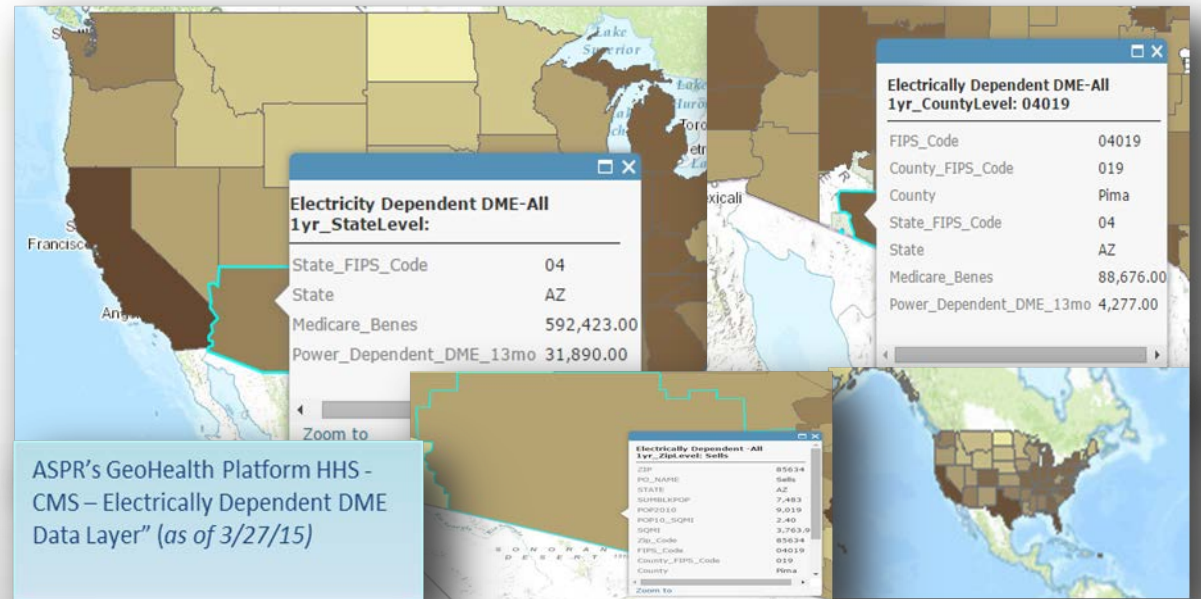 Lake
Superior
Francisc
Electricity Dependent DME-All
1yr_StateLevel:
State_FIPS_Code 04
State AZ
Medicare_Benes 592,423.00
Power_Dependent_DME_13mo 31,890.00
Zoom to
Electrically Dependent DME-All
1yr_CountyLevel: 04019
FIPS_Code 04019
County_FIPS_Code 019
County Pima
State_FIPS_Code 04
State AZ
Medicare_Benes 88,676.00
Power_Dependent_DME_13mo 4,277.00
exicali
Electrically Dependent -All
1yr_ZipLevel: Sells
ZIP 85634
PO_NAME Sells
STATE AZ
SUMBLKPOP 7,483
POP2010 9,019
POP10_SQMI 2.40
SQMI 3,763.9
Zip_Code 85634
FIPS_Code 04019
County_FIPS_Code 019
County Pima
Zoom to
SONORAN
DESERT
ASPR's GeoHealth Platform HHS -
CMS – Electrically Dependent DME
Data Layer" (as of 3/27/15)